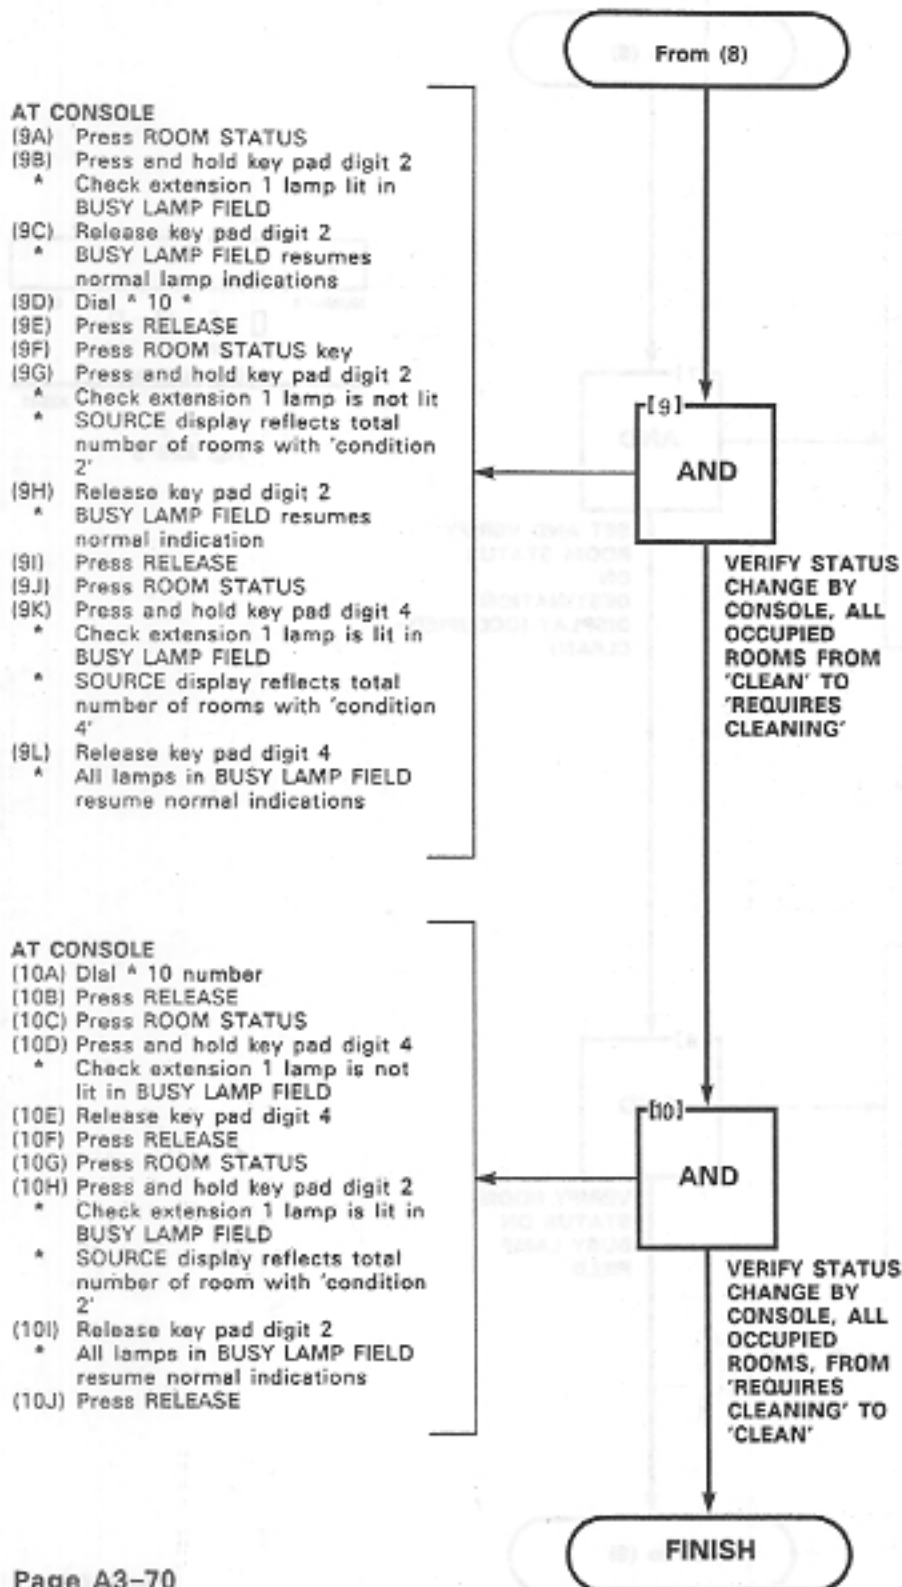 From (8)
AT CONSOLE
(9A) Press ROOM STATUS
(9B) Press and hold key pad digit 2
* Check extension 1 lamp lit in
BUSY LAMP FIELD
(9C) Release key pad digit 2
* BUSY LAMP FIELD resumes
normal lamp indications
(9D) Dial * 10 *
(9E) Press RELEASE
(9F) Press ROOM STATUS key
(9G) Press and hold key pad digit 2
* Check extension 1 lamp is not lit
* SOURCE display reflects total
number of rooms with 'condition
2'
(9H) Release key pad digit 2
* BUSY LAMP FIELD resumes
normal indication
(9I) Press RELEASE
(9J) Press ROOM STATUS
(9K) Press and hold key pad digit 4
* Check extension 1 lamp is lit in
BUSY LAMP FIELD
* SOURCE display reflects total
number of rooms with 'condition
4'
(9L) Release key pad digit 4
* All lamps in BUSY LAMP FIELD
resume normal indications
[9]
AND
VERIFY STATUS
CHANGE BY
CONSOLE, ALL
OCCUPIED
ROOMS FROM
'CLEAN' TO
'REQUIRES
CLEANING'
AT CONSOLE
(10A) Dial * 10 number
(10B) Press RELEASE
(10C) Press ROOM STATUS
(10D) Press and hold key pad digit 4
* Check extension 1 lamp is not
lit in BUSY LAMP FIELD
(10E) Release key pad digit 4
(10F) Press RELEASE
(10G) Press ROOM STATUS
(10H) Press and hold key pad digit 2
* Check extension 1 lamp is lit in
BUSY LAMP FIELD
* SOURCE display reflects total
number of room with 'condition
2'
(10I) Release key pad digit 2
* All lamps in BUSY LAMP FIELD
resume normal indications
(10J) Press RELEASE
[10]
AND
VERIFY STATUS
CHANGE BY
CONSOLE, ALL
OCCUPIED
ROOMS, FROM
'REQUIRES
CLEANING' TO
'CLEAN'
FINISH
Page A3-70